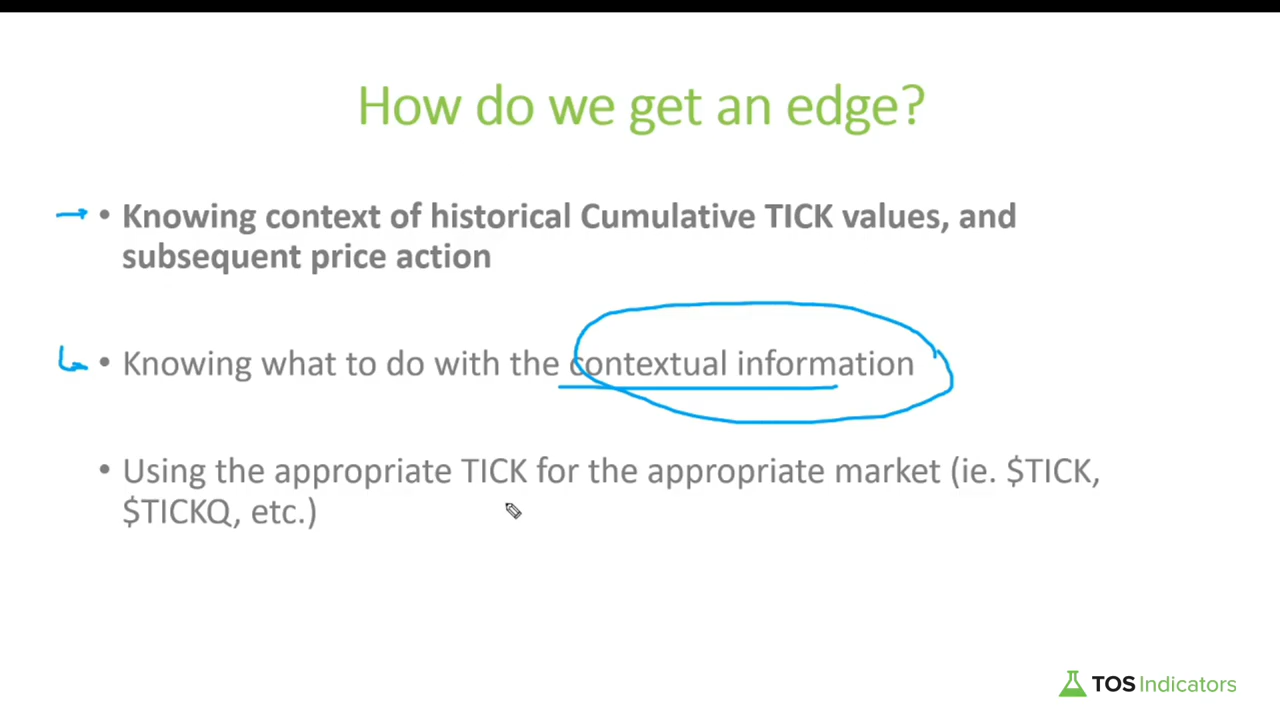 How do we get an edge?
• Knowing context of historical Cumulative TICK values, and
subsequent price action
• Knowing what to do with the contextual information
• Using the appropriate TICK for the appropriate market (ie. $TICK,
$TICKQ, etc.)
TOS Indicators